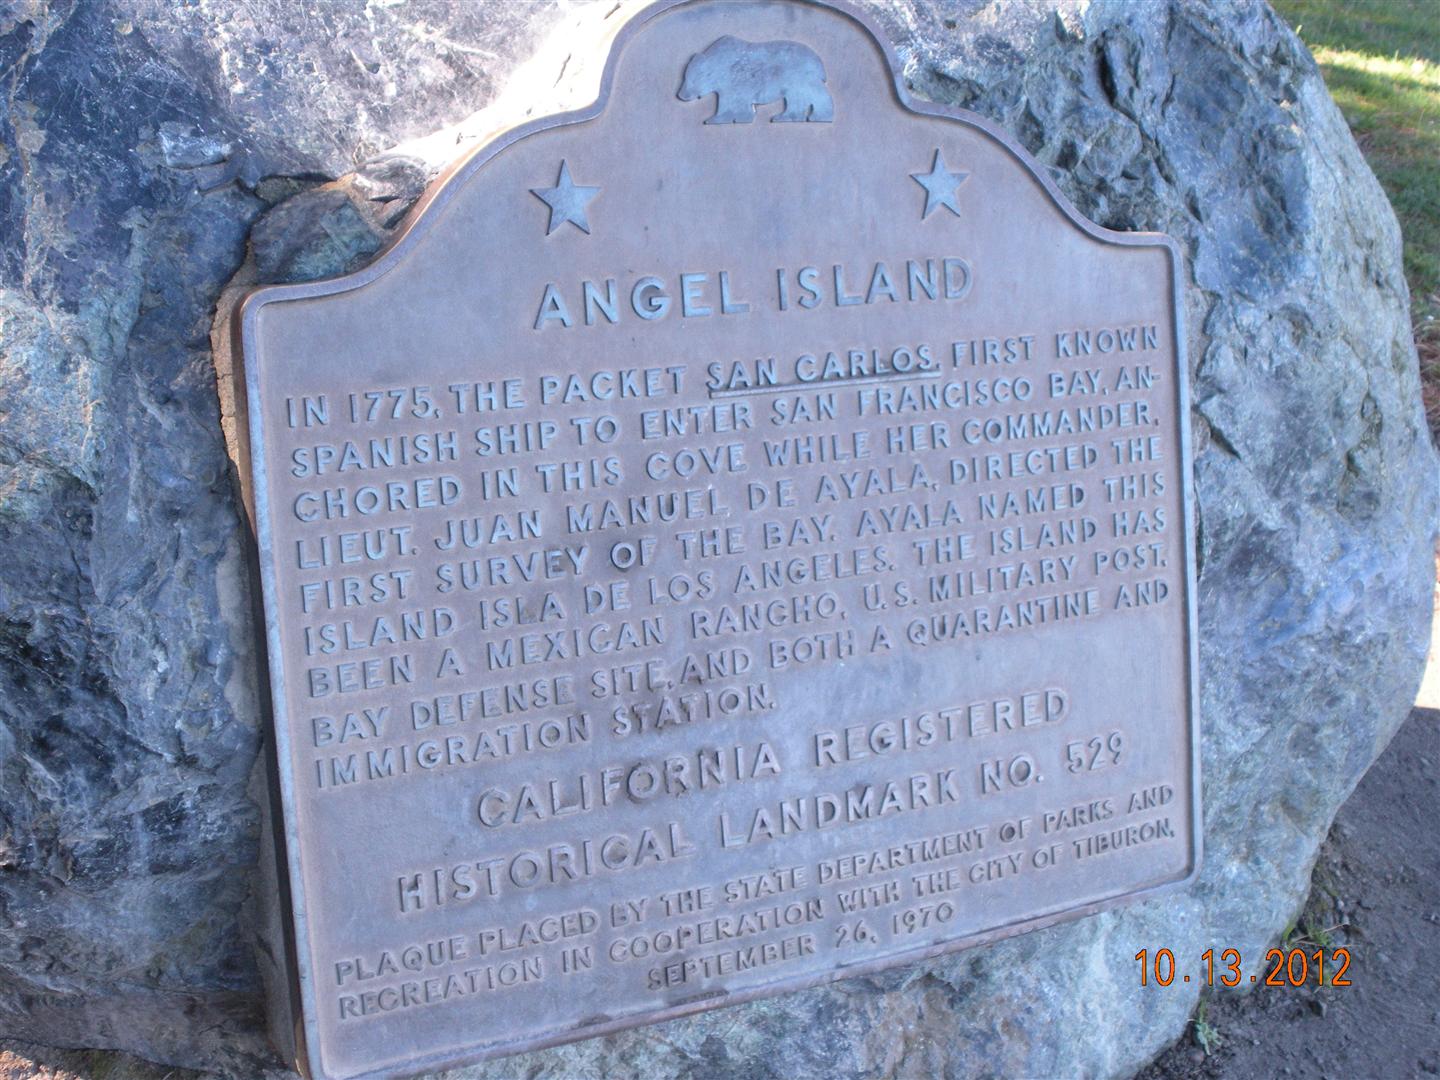 ANGEL ISLAND
IN 1775, THE PACKET SAN CARLOS, FIRST KNOWN
SPANISH SHIP TO ENTER SAN FRANCISCO BAY, AN-
CHORED IN THIS COVE WHILE HER COMMANDER,
LIEUT. JUAN MANUEL DE AYALA, DIRECTED THE
FIRST SURVEY OF THE BAY. AYALA NAMED THIS
ISLAND ISLA DE LOS ANGELES. THE ISLAND HAS
BEEN A MEXICAN RANCHO, U.S. MILITARY POST,
BAY DEFENSE SITE, AND BOTH A QUARANTINE AND
IMMIGRATION STATION.
CALIFORNIA REGISTERED
HISTORICAL LANDMARK NO. 529
PLAQUE PLACED BY THE STATE DEPARTMENT OF PARKS AND
RECREATION IN COOPERATION WITH THE CITY OF TIBURON,
SEPTEMBER 26, 1970
10.13.2012